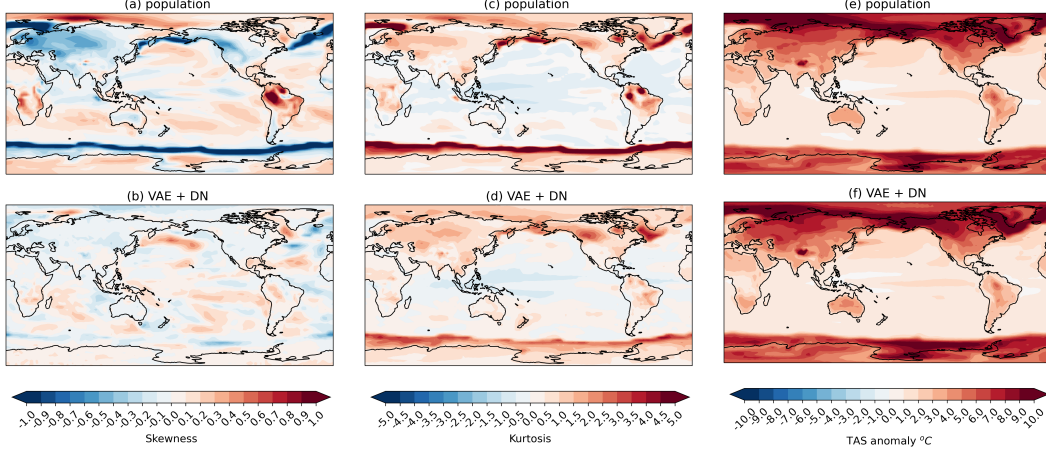 (a) population
(c) population
(e) population
(b) VAE + DN
(d) VAE + DN
(f) VAE + DN
-1.0 -0.9 -0.8 -0.7 -0.6 -0.5 -0.4 -0.3 -0.2 -0.1 0.0 0.1 0.2 0.3 0.4 0.5 0.6 0.7 0.8 0.9 1.0
Skewness
-5.0 -4.5 -4.0 -3.5 -3.0 -2.5 -2.0 -1.5 -1.0 -0.5 0.0 0.5 1.0 1.5 2.0 2.5 3.0 3.5 4.0 4.5 5.0
Kurtosis
-10.0 -9.0 -8.0 -7.0 -6.0 -5.0 -4.0 -3.0 -2.0 -1.0 0.0 1.0 2.0 3.0 4.0 5.0 6.0 7.0 8.0 9.0 10.0
TAS anomaly °C